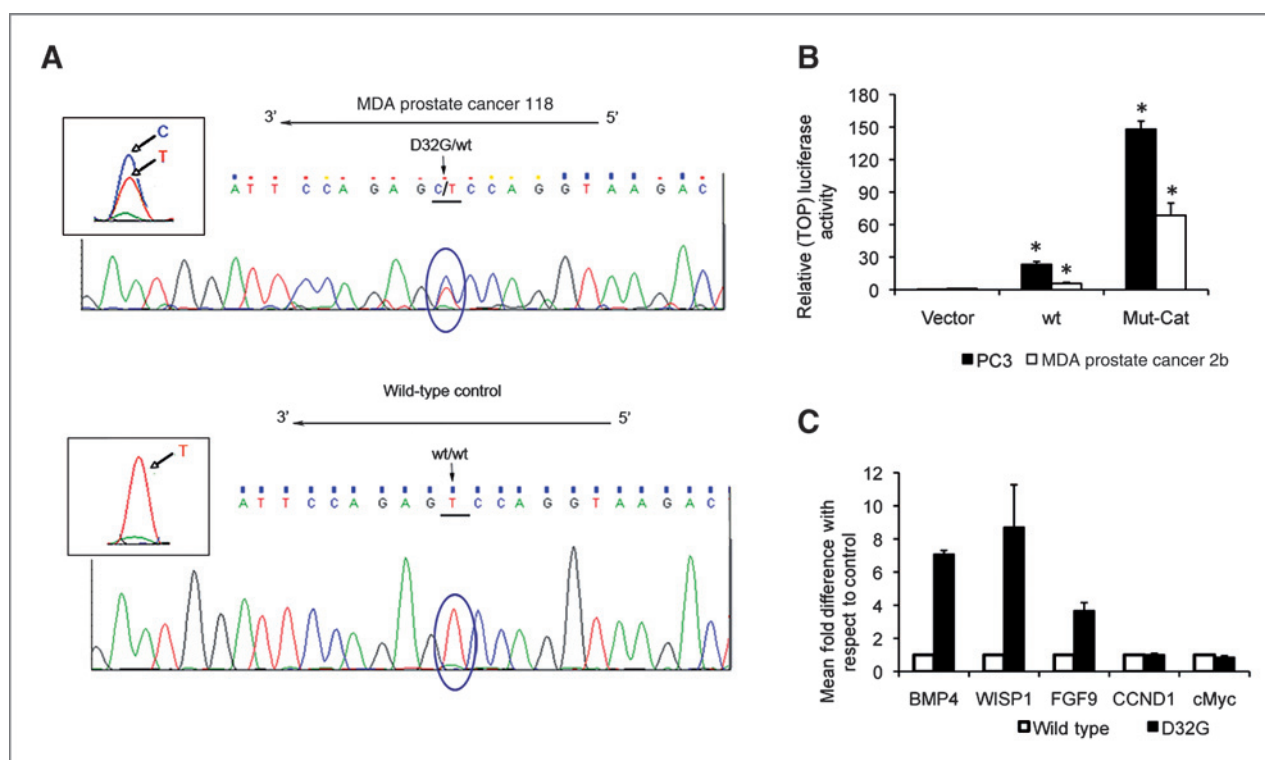 A
MDA prostate cancer 118
3’ 5’
D32G/wt
C
T
A T T C C A G A G C/T C C A G G T A A G A C
Wild-type control
3’ 5’
wt/wt
T
A T T C C A G A G T C C A G G T A A G A C
B
Relative (TOP) luciferase
activity
180
150
120
90
60
30
0
Vector wt Mut-Cat
* * * *
PC3 MDA prostate cancer 2b
C
Mean fold difference with
respect to control
12
10
8
6
4
2
0
BMP4 WISP1 FGF9 CCND1 cMyc
Wild type D32G